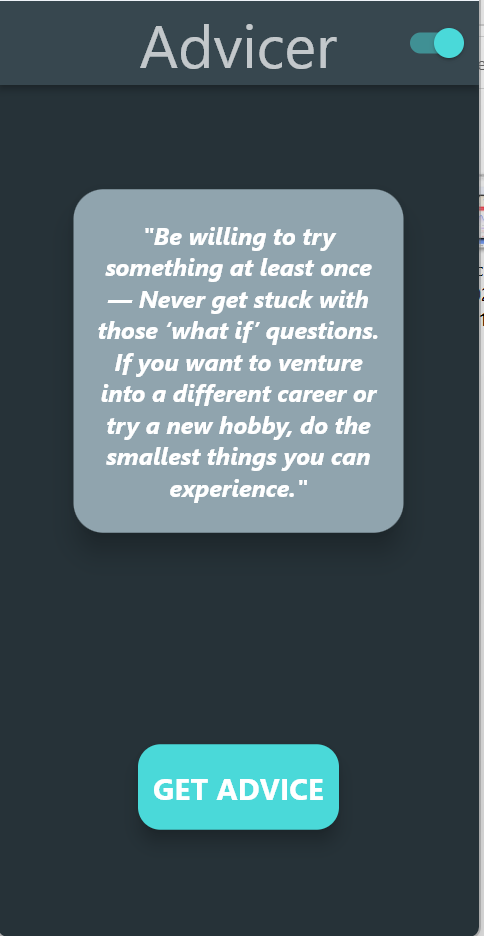 Advicer
"Be willing to try
something at least once
— Never get stuck with
those ‘what if’ questions.
If you want to venture
into a different career or
try a new hobby, do the
smallest things you can
experience."
GET ADVICE